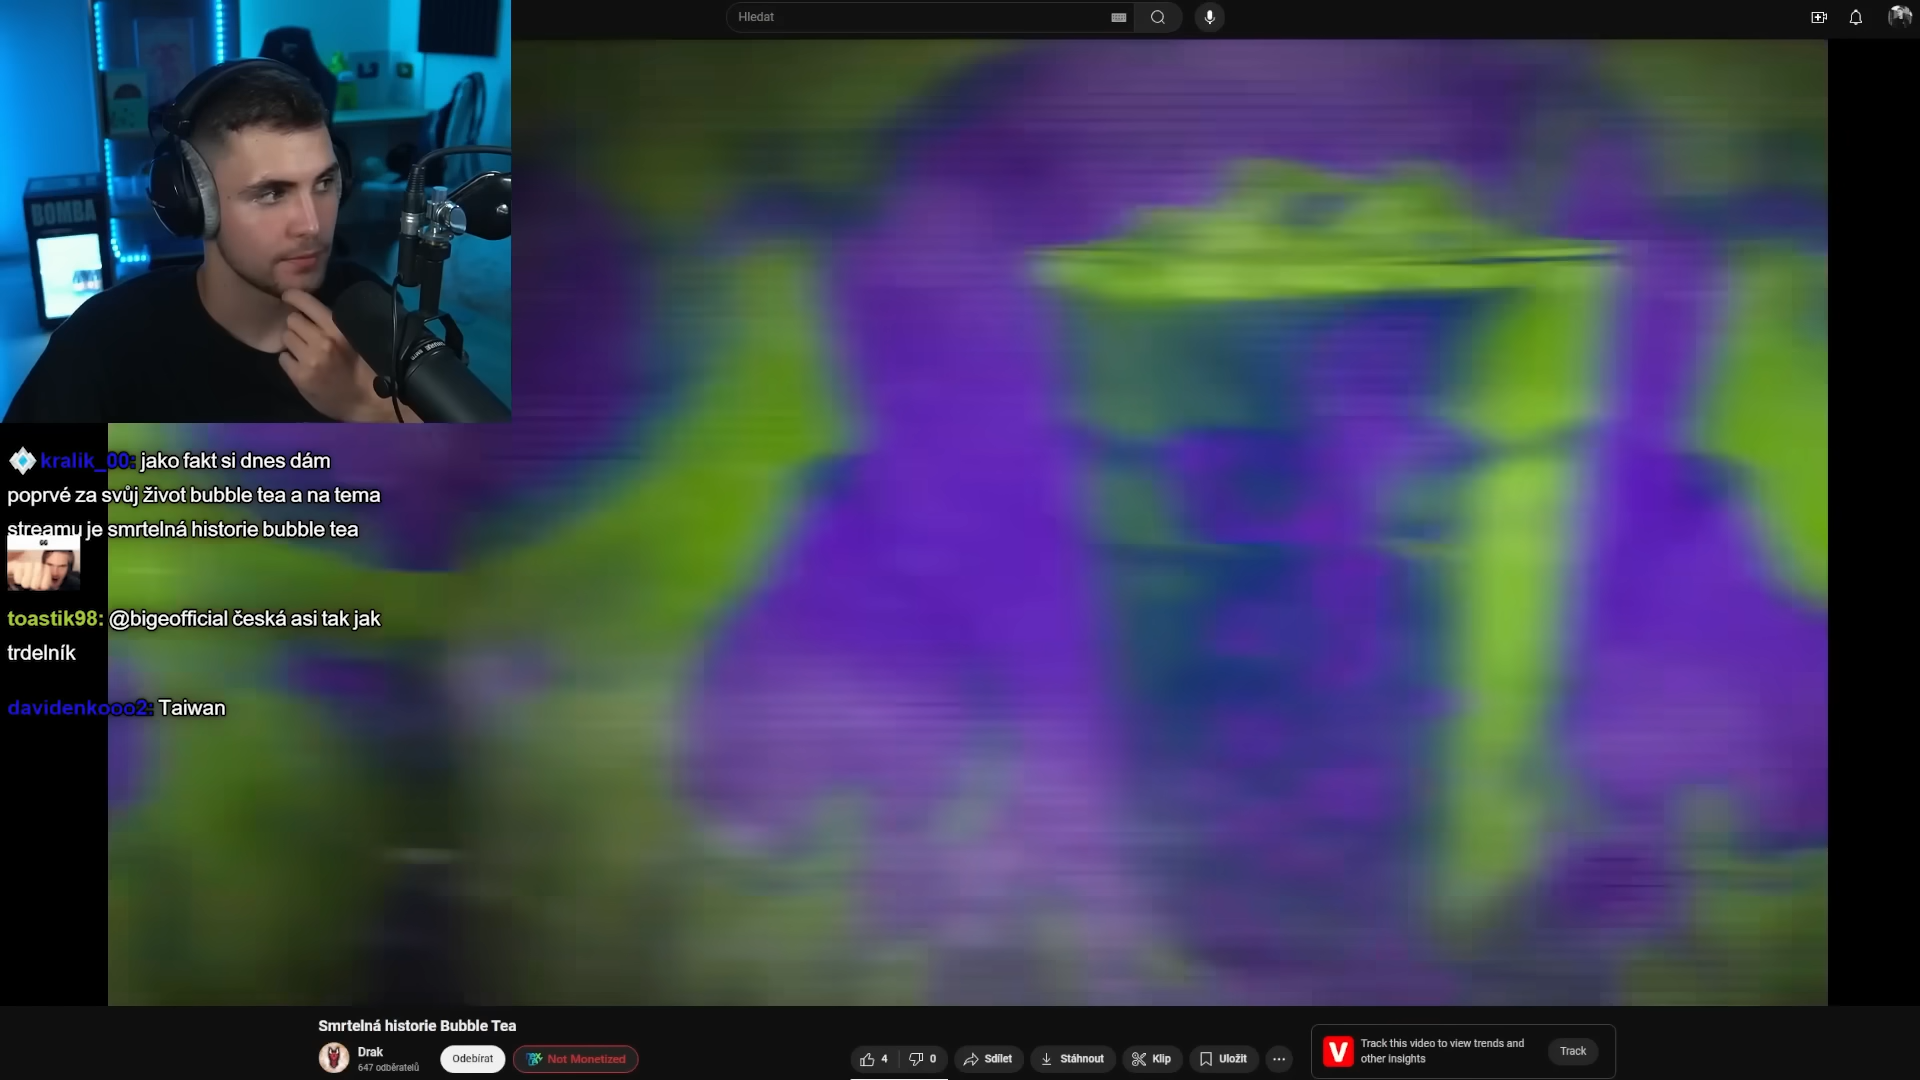 Hledat
BOMBA
kralik_00: jako fakt si dnes dám
poprvé za svůj život bubble tea a na tema
streamu je smrtelná historie bubble tea
GG
toastik98: @bigeofficial česká asi tak jak
trdelník
davidenkooo2: Taiwan
Smrtelná historie Bubble Tea
Drak
647 odběratelů
Odebírat
Not Monetized
4
0
Sdílet
Stáhnout
Klip
Uložit
Track this video to view trends and
other insights
Track